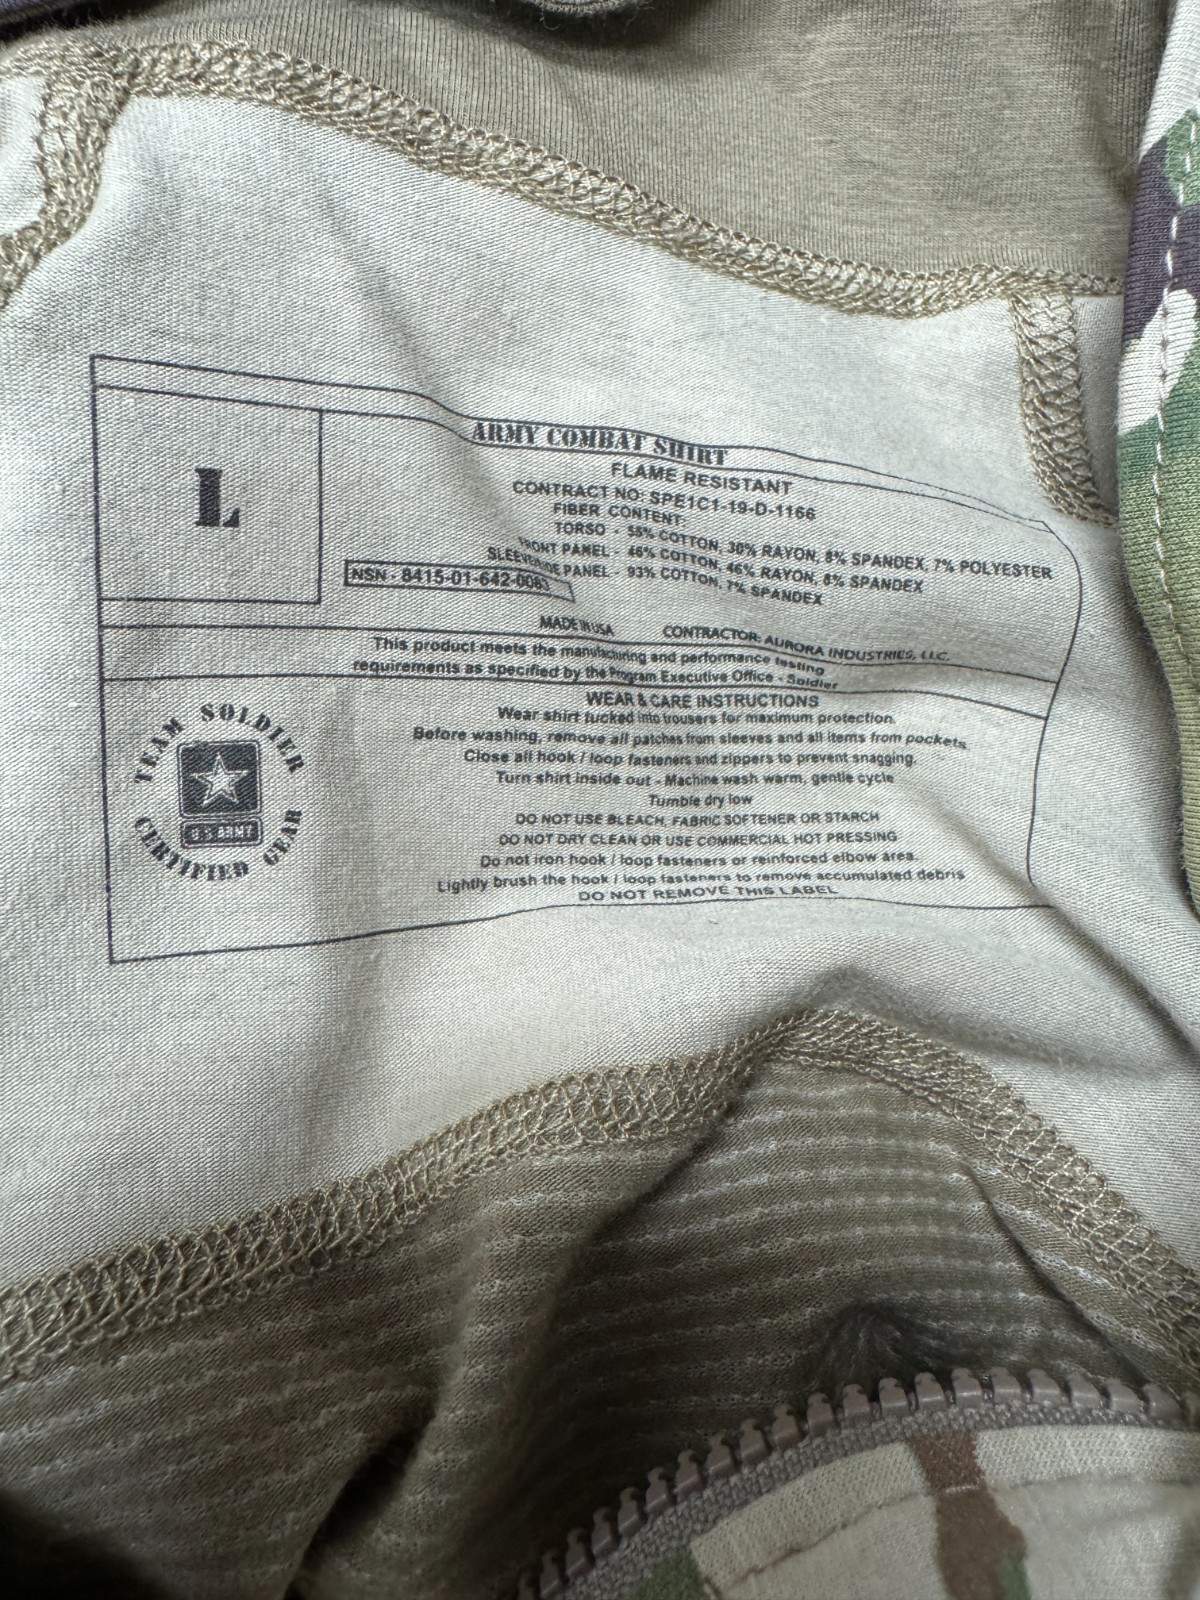 L
ARMY COMBAT SHIRT
FLAME RESISTANT
CONTRACT NO: SPE1C1-19-D-1166
FIBER CONTENT:
TORSO - 55% COTTON, 30% RAYON, 8% SPANDEX, 7% POLYESTER
FRONT PANEL - 46% COTTON, 46% RAYON, 8% SPANDEX
PANEL - 93% COTTON, 7% SPANDEX
NSN - 8415-01-642-0083
MADE IN USA CONTRACTOR: AURORA INDUSTRIES, LLC.
This product meets the manufacturing and performance testing
requirements as specified by the Program Executive Office - Soldier
WEAR & CARE INSTRUCTIONS
Wear shirt tucked into trousers for maximum protection.
Before washing, remove all patches from sleeves and all items from pockets
Close all hook / loop fasteners and zippers to prevent snagging.
Turn shirt inside out - Machine wash warm, gentle cycle
Tumble dry low
DO NOT USE BLEACH, FABRIC SOFTENER OR STARCH
DO NOT DRY CLEAN OR USE COMMERCIAL HOT PRESSING
Do not iron hook / loop fasteners or reinforced elbow area.
Lightly brush the hook / loop fasteners to remove accumulated debris
DO NOT REMOVE THIS LABEL
TEAM SOLDIER
U.S. ARMY
CERTIFIED GEAR